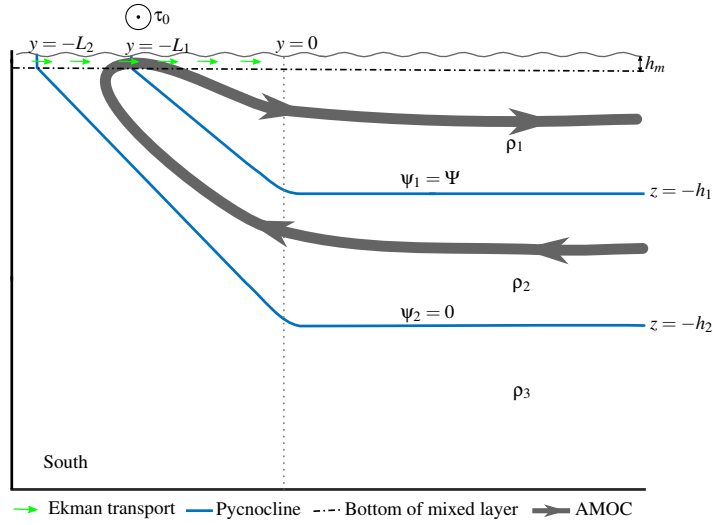 τ₀
y = −L₂ y = −L₁ y = 0
hₘ
ρ₁
ψ₁ = Ψ
z = −h₁
ρ₂
ψ₂ = 0
z = −h₂
ρ₃
South
Ekman transport Pycnocline Bottom of mixed layer AMOC